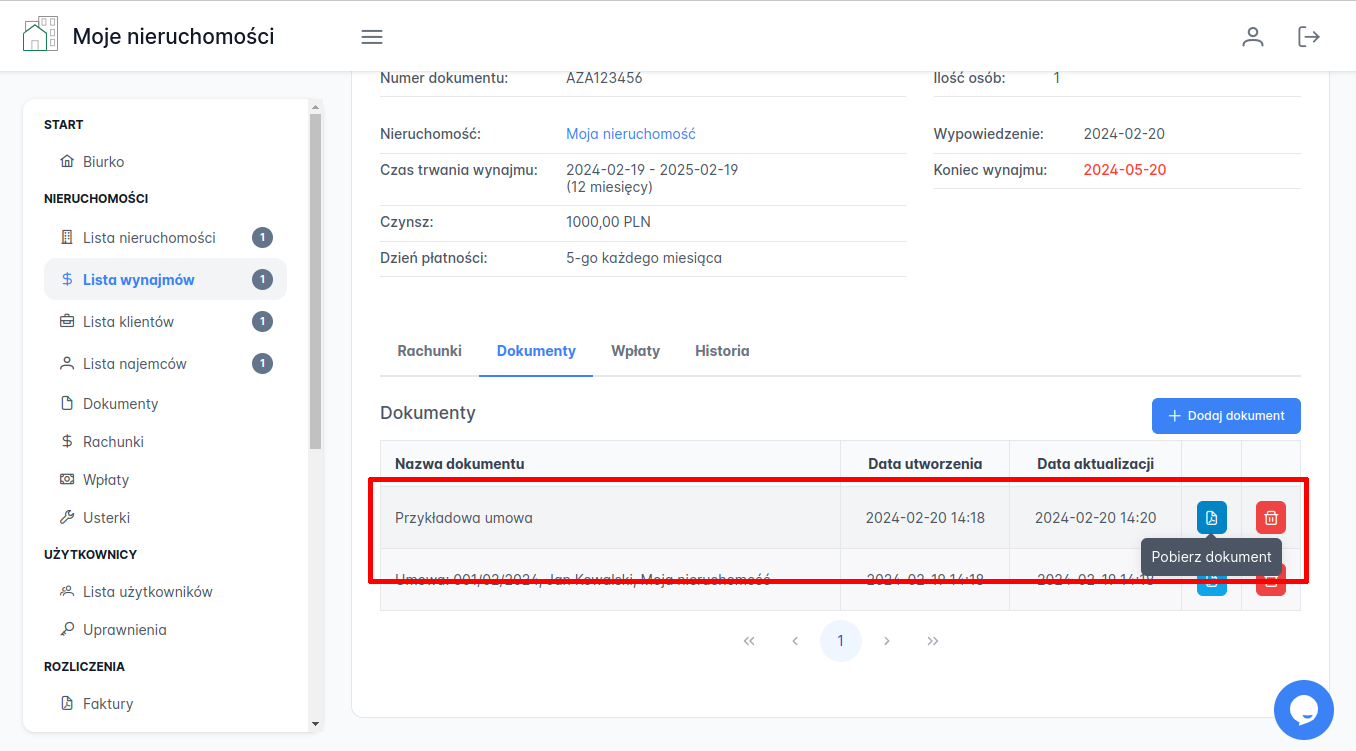 Moje nieruchomości
START
Biurko
NIERUCHOMOŚCI
Lista nieruchomości 1
Lista wynajmów 1
Lista klientów 1
Lista najemców 1
Dokumenty
Rachunki
Wpłaty
Usterki
UŻYTKOWNICY
Lista użytkowników
Uprawnienia
ROZLICZENIA
Faktury
Numer dokumentu: AZA123456
Ilość osób: 1
Nieruchomość: Moja nieruchomość
Wypowiedzenie: 2024-02-20
Czas trwania wynajmu: 2024-02-19 - 2025-02-19
(12 miesięcy)
Koniec wynajmu: 2024-05-20
Czynsz: 1000,00 PLN
Dzień płatności: 5-go każdego miesiąca
Rachunki Dokumenty Wpłaty Historia
Dokumenty
+ Dodaj dokument
Nazwa dokumentu Data utworzenia Data aktualizacji
Przykładowa umowa 2024-02-20 14:18 2024-02-20 14:20
Pobierz dokument
Umowa: 001/02/2024, Jan Kowalski, Moja nieruchomość 2024-02-19 14:18 2024-02-19 14:18
« ‹ 1 › »